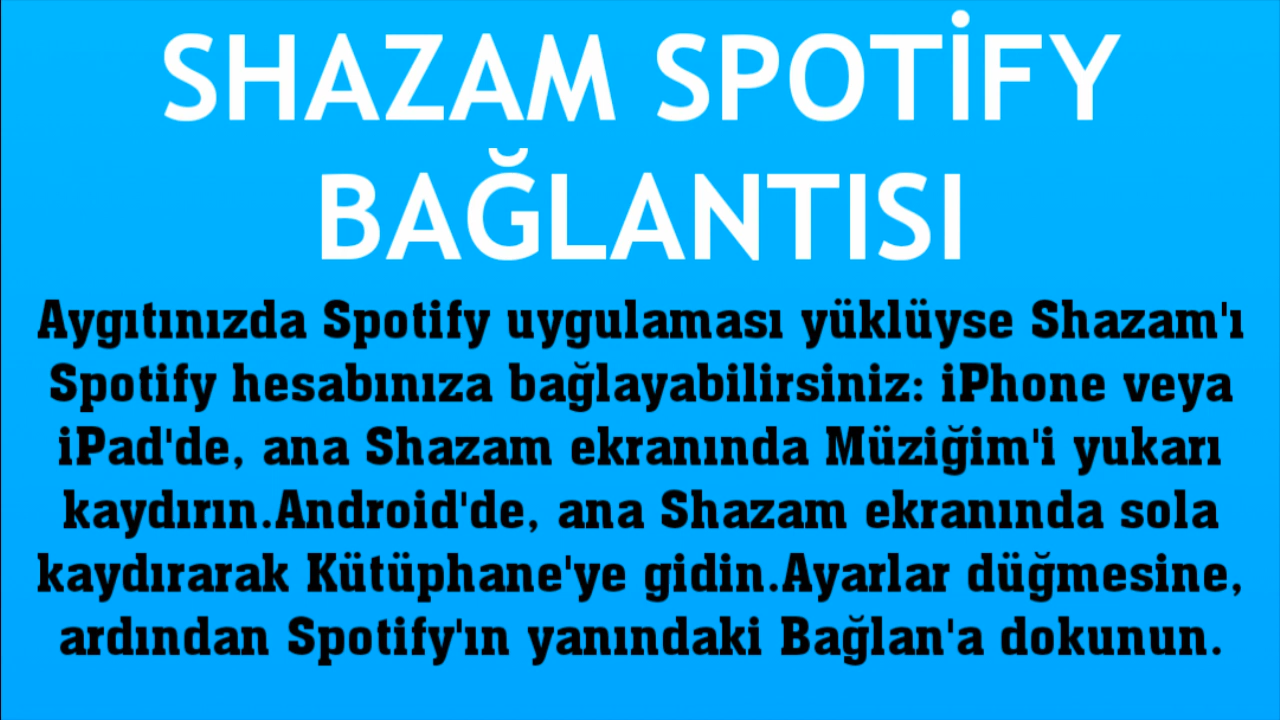 SHAZAM SPOTİFY
BAĞLANTISI
Aygıtınızda Spotify uygulaması yüklüyse Shazam'ı
Spotify hesabınıza bağlayabilirsiniz: iPhone veya
iPad'de, ana Shazam ekranında Müziğim'i yukarı
kaydırın.Android'de, ana Shazam ekranında sola
kaydırarak Kütüphane'ye gidin.Ayarlar düğmesine,
ardından Spotify'ın yanındaki Bağlan'a dokunun.